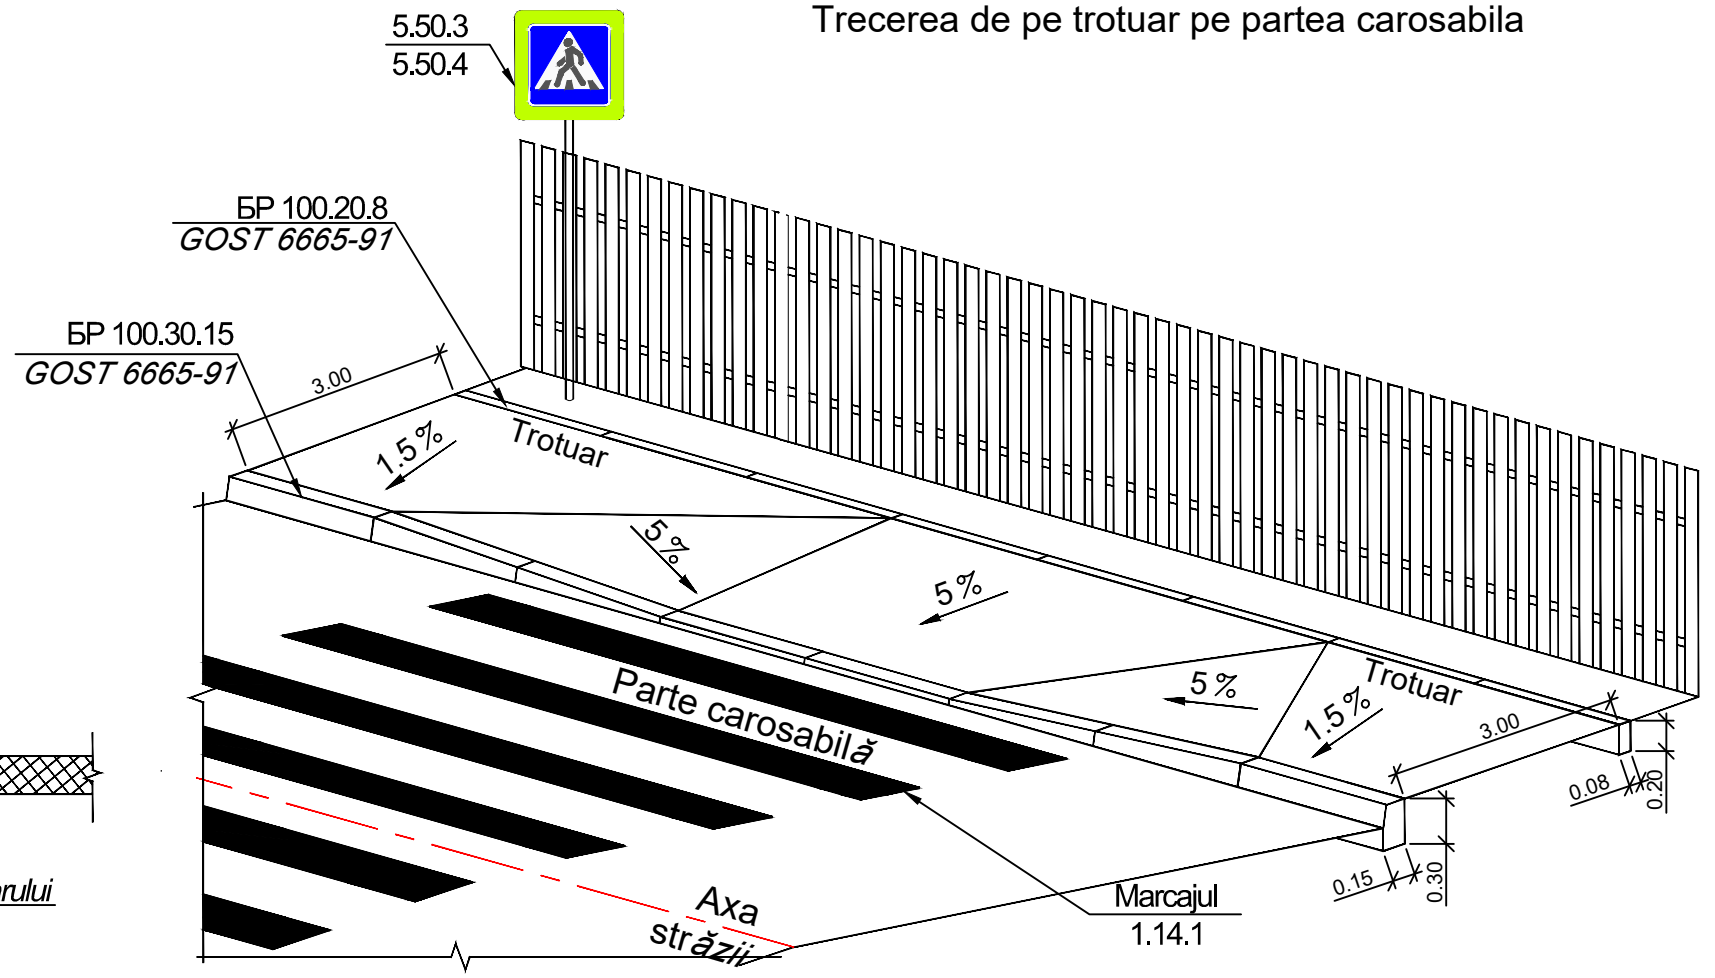 Trecerea de pe trotuar pe partea carosabila
5.50.3
5.50.4
БР 100.20.8
GOST 6665-91
БР 100.30.15
GOST 6665-91
3.00
1.5%
Trotuar
5%
5%
5%
Trotuar
1.5%
3.00
Parte carosabilă
0.08
0.20
0.15
0.30
Marcajul
1.14.1
Axa
străzii